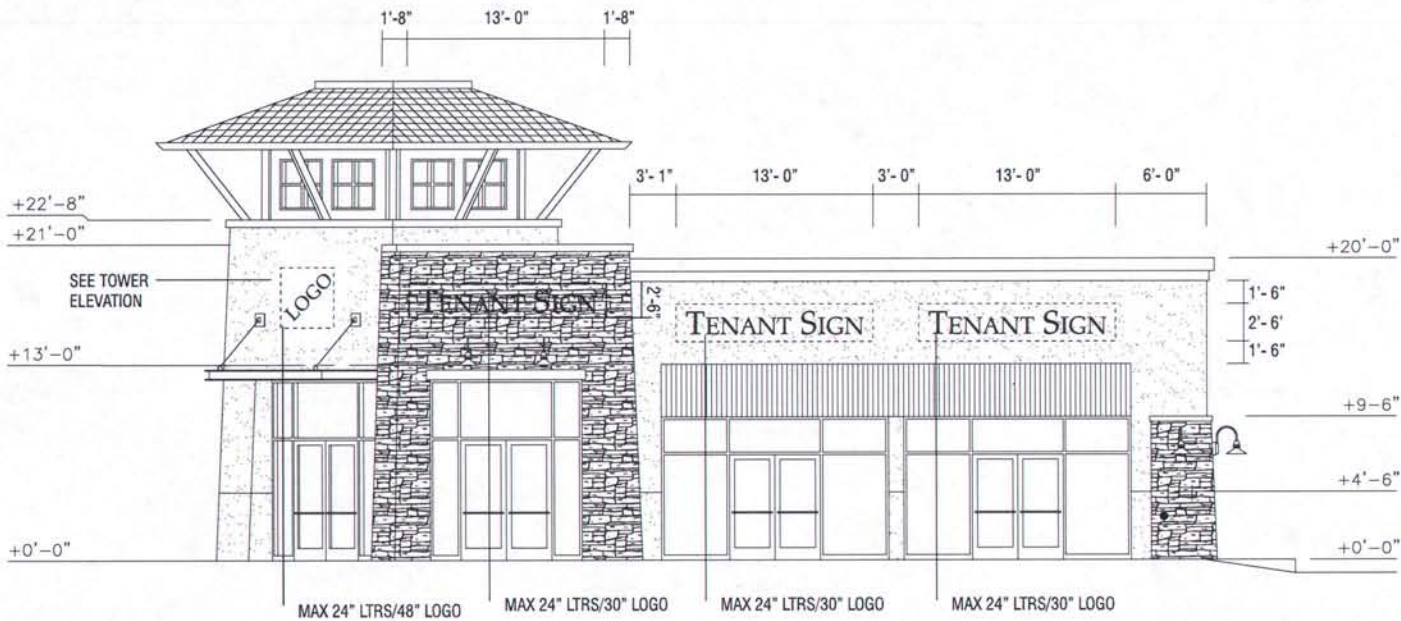 1'-8" 13'-0" 1'-8"
3'-1" 13'-0" 3'-0" 13'-0" 6'-0"
+22'-8"
+21'-0"
+20'-0"
SEE TOWER
ELEVATION
LOGO
TENANT SIGN
2'-6"
TENANT SIGN
TENANT SIGN
1'-6"
2'-6'
1'-6"
+13'-0"
+9-6"
+4'-6"
+0'-0"
+0'-0"
MAX 24" LTRS/48" LOGO
MAX 24" LTRS/30" LOGO
MAX 24" LTRS/30" LOGO
MAX 24" LTRS/30" LOGO